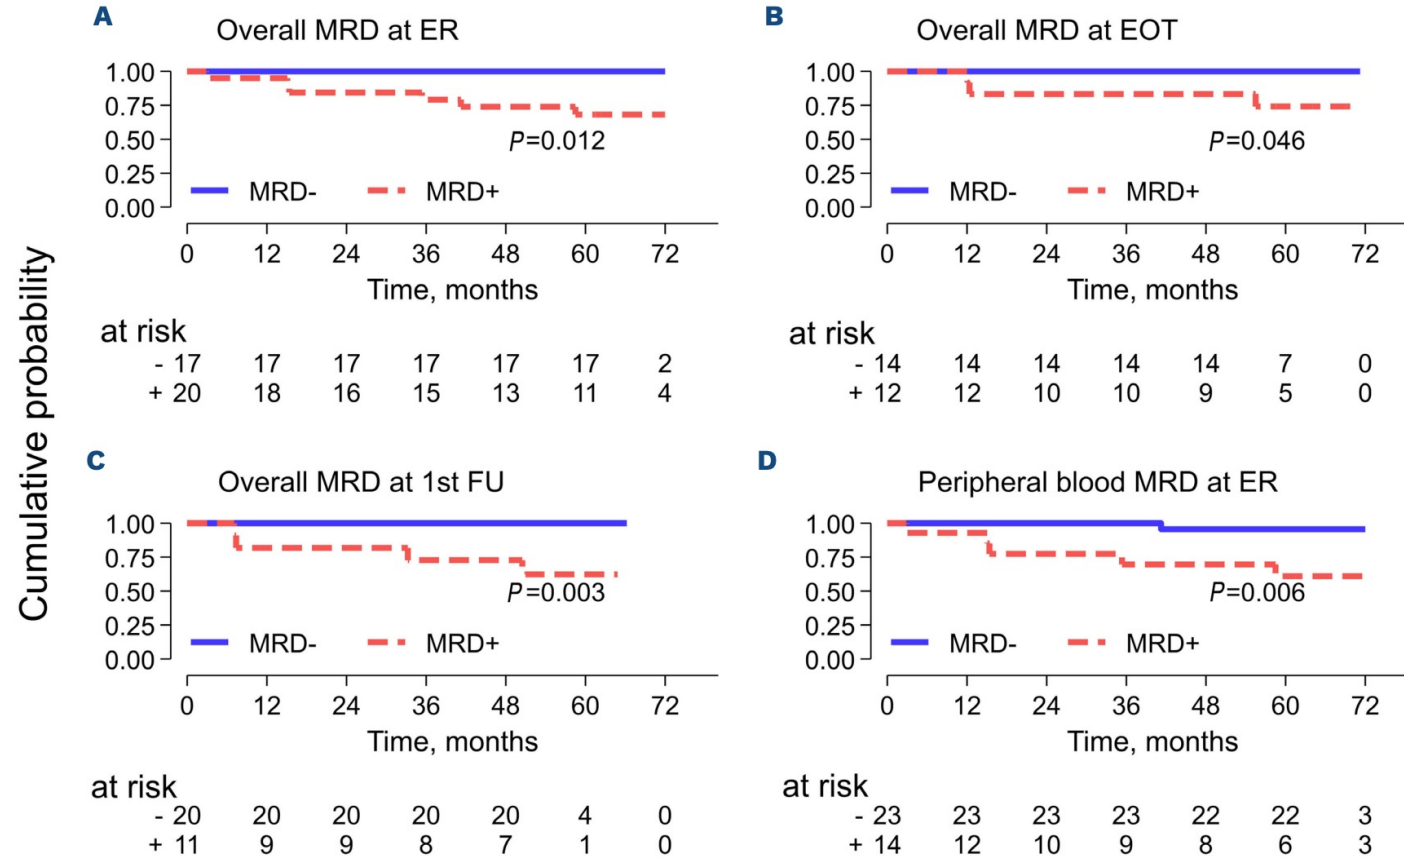 Cumulative probability
A
Overall MRD at ER
1.00
0.75
0.50
0.25
0.00
P=0.012
MRD- MRD+
0 12 24 36 48 60 72
Time, months
at risk
- 17 17 17 17 17 17 2
+ 20 18 16 15 13 11 4
B
Overall MRD at EOT
1.00
0.75
0.50
0.25
0.00
P=0.046
MRD- MRD+
0 12 24 36 48 60 72
Time, months
at risk
- 14 14 14 14 14 7 0
+ 12 12 10 10 9 5 0
C
Overall MRD at 1st FU
1.00
0.75
0.50
0.25
0.00
P=0.003
MRD- MRD+
0 12 24 36 48 60 72
Time, months
at risk
- 20 20 20 20 20 4 0
+ 11 9 9 8 7 1 0
D
Peripheral blood MRD at ER
1.00
0.75
0.50
0.25
0.00
P=0.006
MRD- MRD+
0 12 24 36 48 60 72
Time, months
at risk
- 23 23 23 23 22 22 3
+ 14 12 10 9 8 6 3